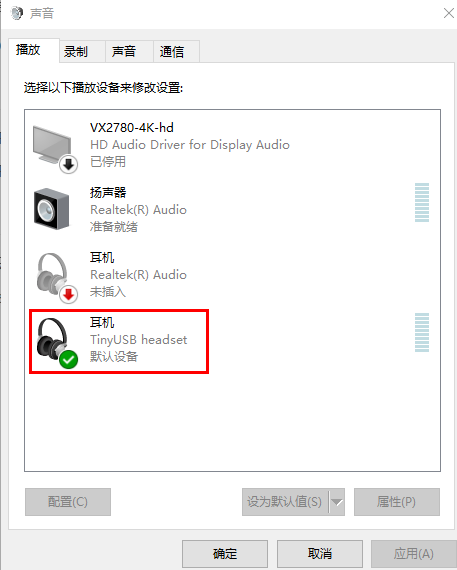 声音
播放
录制
声音
通信
选择以下播放设备来修改设置:
VX2780-4K-hd
HD Audio Driver for Display Audio
已停用
扬声器
Realtek(R) Audio
准备就绪
耳机
Realtek(R) Audio
未插入
耳机
TinyUSB headset
默认设备
配置(C)
设为默认值(S)
属性(P)
确定
取消
应用(A)